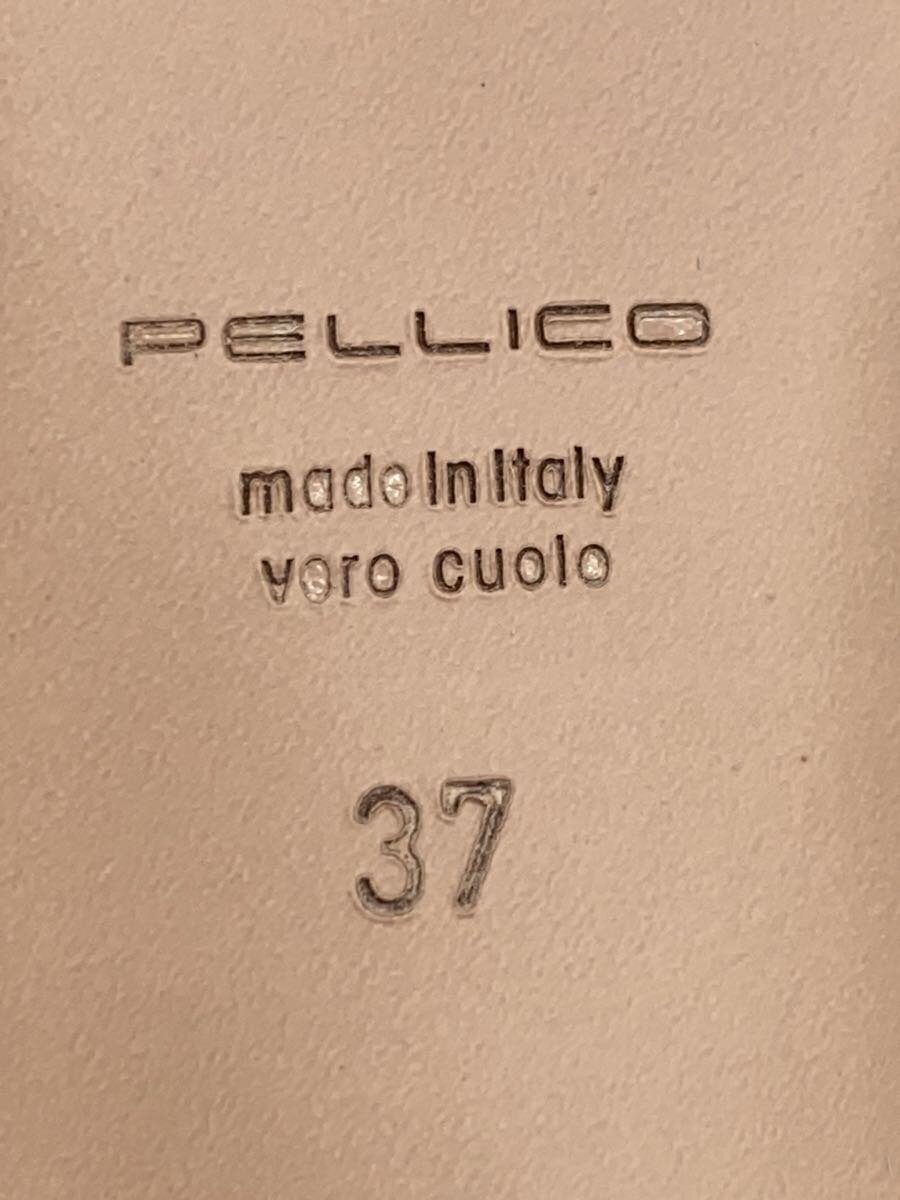 PELLICO
made in Italy
vero cuoio
37